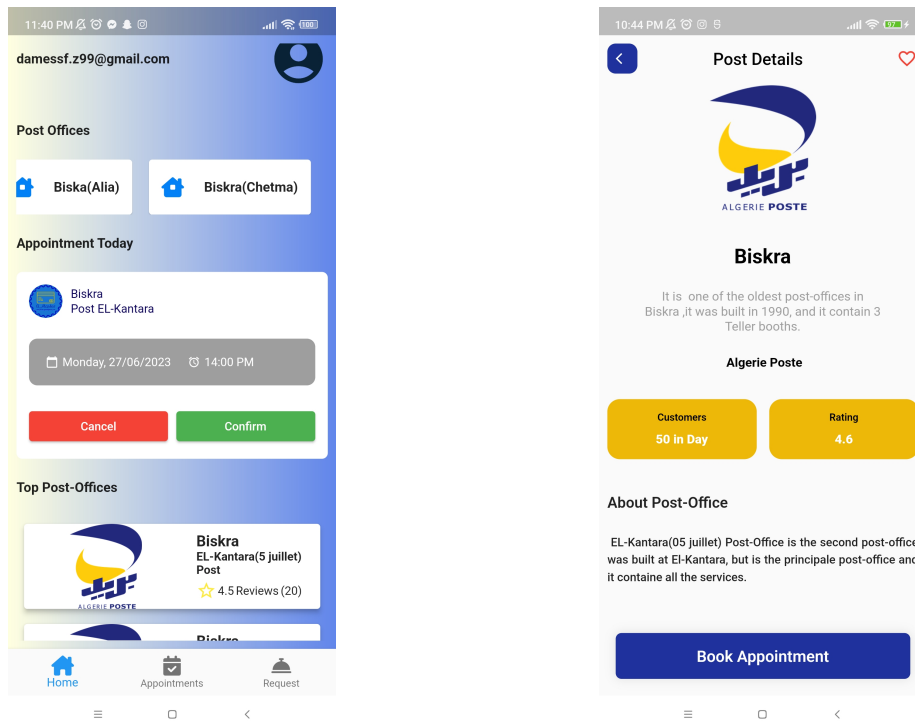 11:40 PM
100
damessf.z99@gmail.com
Post Offices
Biska(Alia)
Biskra(Chetma)
Appointment Today
Biskra
Post EL-Kantara
Monday, 27/06/2023
14:00 PM
Cancel
Confirm
Top Post-Offices
بريد
ALGERIE POSTE
Biskra
EL-Kantara(5 juillet)
Post
4.5 Reviews (20)
Biskra
Home
Appointments
Request
10:44 PM
97
Post Details
بريد
ALGERIE POSTE
Biskra
It is one of the oldest post-offices in
Biskra ,it was built in 1990, and it contain 3
Teller booths.
Algerie Poste
Customers
50 in Day
Rating
4.6
About Post-Office
EL-Kantara(05 juillet) Post-Office is the second post-office
was built at El-Kantara, but is the principale post-office and
it containe all the services.
Book Appointment